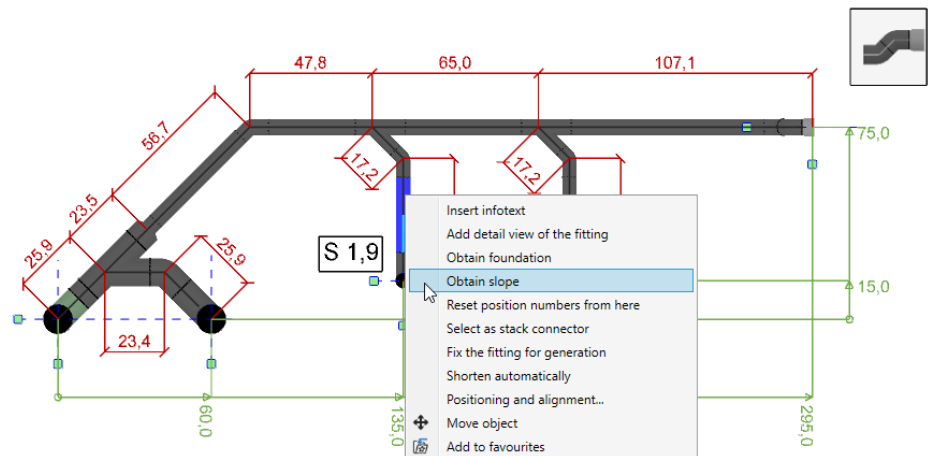 47,8
65,0
107,1
56,7
75,0
17,2
17,2
23,5
Insert infotext
Add detail view of the fitting
25,9
25,9
S 1,9
Obtain foundation
Obtain slope
15,0
Reset position numbers from here
Select as stack connector
23,4
Fix the fitting for generation
Shorten automatically
Positioning and alignment...
60,0
135,0
295,0
Move object
Add to favourites